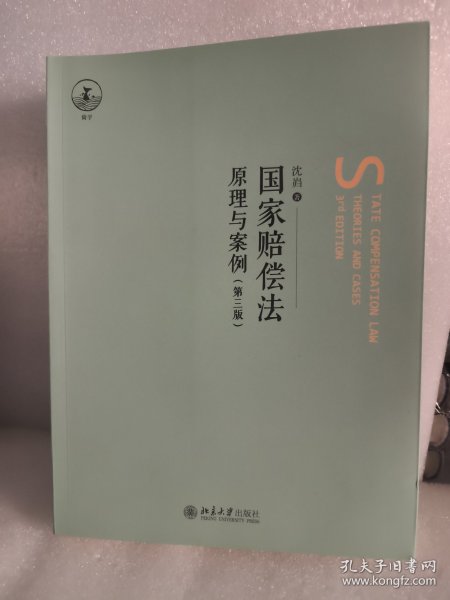 沈岿 著
国家赔偿法
原理与案例(第三版)
STATE COMPENSATION LAW
THEORIES AND CASES
3rd EDITION
北京大学出版社
PEKING UNIVERSITY PRESS
孔夫子旧书网
www.kongfz.com